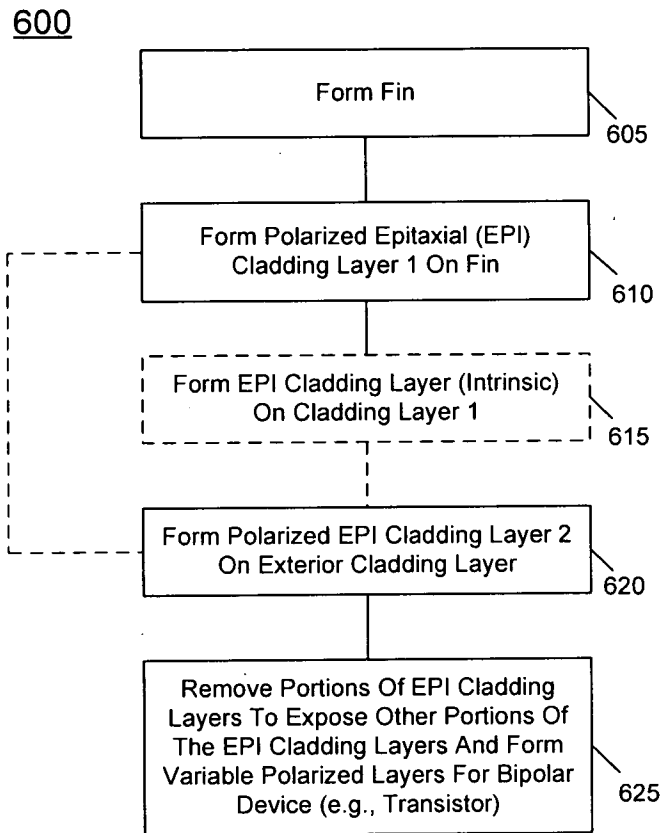 600
Form Fin
605
Form Polarized Epitaxial (EPI)
Cladding Layer 1 On Fin
610
Form EPI Cladding Layer (Intrinsic)
On Cladding Layer 1
615
Form Polarized EPI Cladding Layer 2
On Exterior Cladding Layer
620
Remove Portions Of EPI Cladding
Layers To Expose Other Portions Of
The EPI Cladding Layers And Form
Variable Polarized Layers For Bipolar
Device (e.g., Transistor)
625